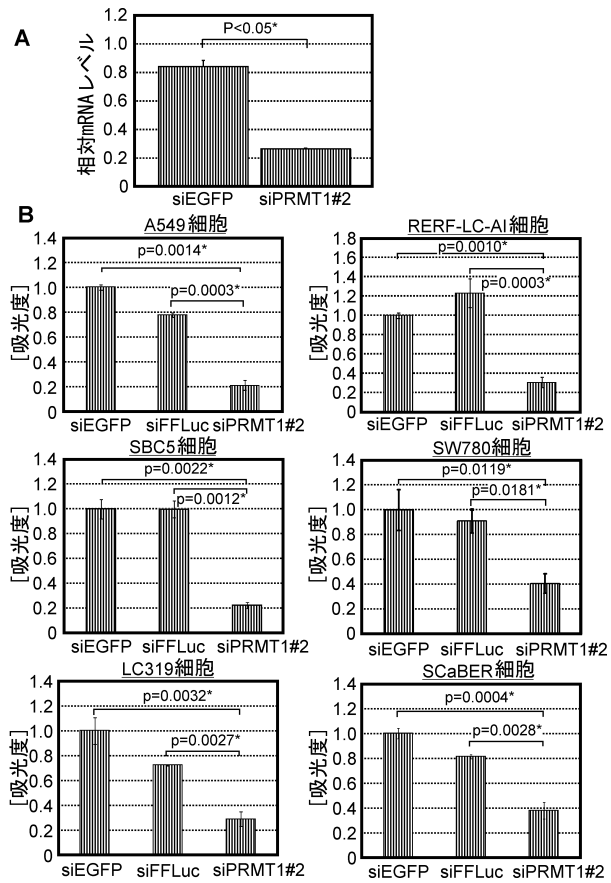 A
P<0.05*
相対mRNAレベル
1.2
1.0
0.8
0.6
0.4
0.2
0
siEGFP siPRMT1#2
B
A549細胞
[吸光度]
1.4
1.2
1.0
0.8
0.6
0.4
0.2
0
p=0.0014*
p=0.0003*
siEGFP siFFLuc siPRMT1#2
RERF-LC-AI細胞
[吸光度]
1.8
1.6
1.4
1.2
1.0
0.8
0.6
0.4
0.2
0
p=0.0010*
p=0.0003*
siEGFP siFFLuc siPRMT1#2
SBC5細胞
[吸光度]
1.4
1.2
1.0
0.8
0.6
0.4
0.2
0
p=0.0022*
p=0.0012*
siEGFP siFFLuc siPRMT1#2
SW780細胞
[吸光度]
1.4
1.2
1.0
0.8
0.6
0.4
0.2
0
p=0.0119*
p=0.0181*
siEGFP siFFLuc siPRMT1#2
LC319細胞
[吸光度]
1.4
1.2
1.0
0.8
0.6
0.4
0.2
0
p=0.0032*
p=0.0027*
siEGFP siFFLuc siPRMT1#2
SCaBER細胞
[吸光度]
1.4
1.2
1.0
0.8
0.6
0.4
0.2
0
p=0.0004*
p=0.0028*
siEGFP siFFLuc siPRMT1#2